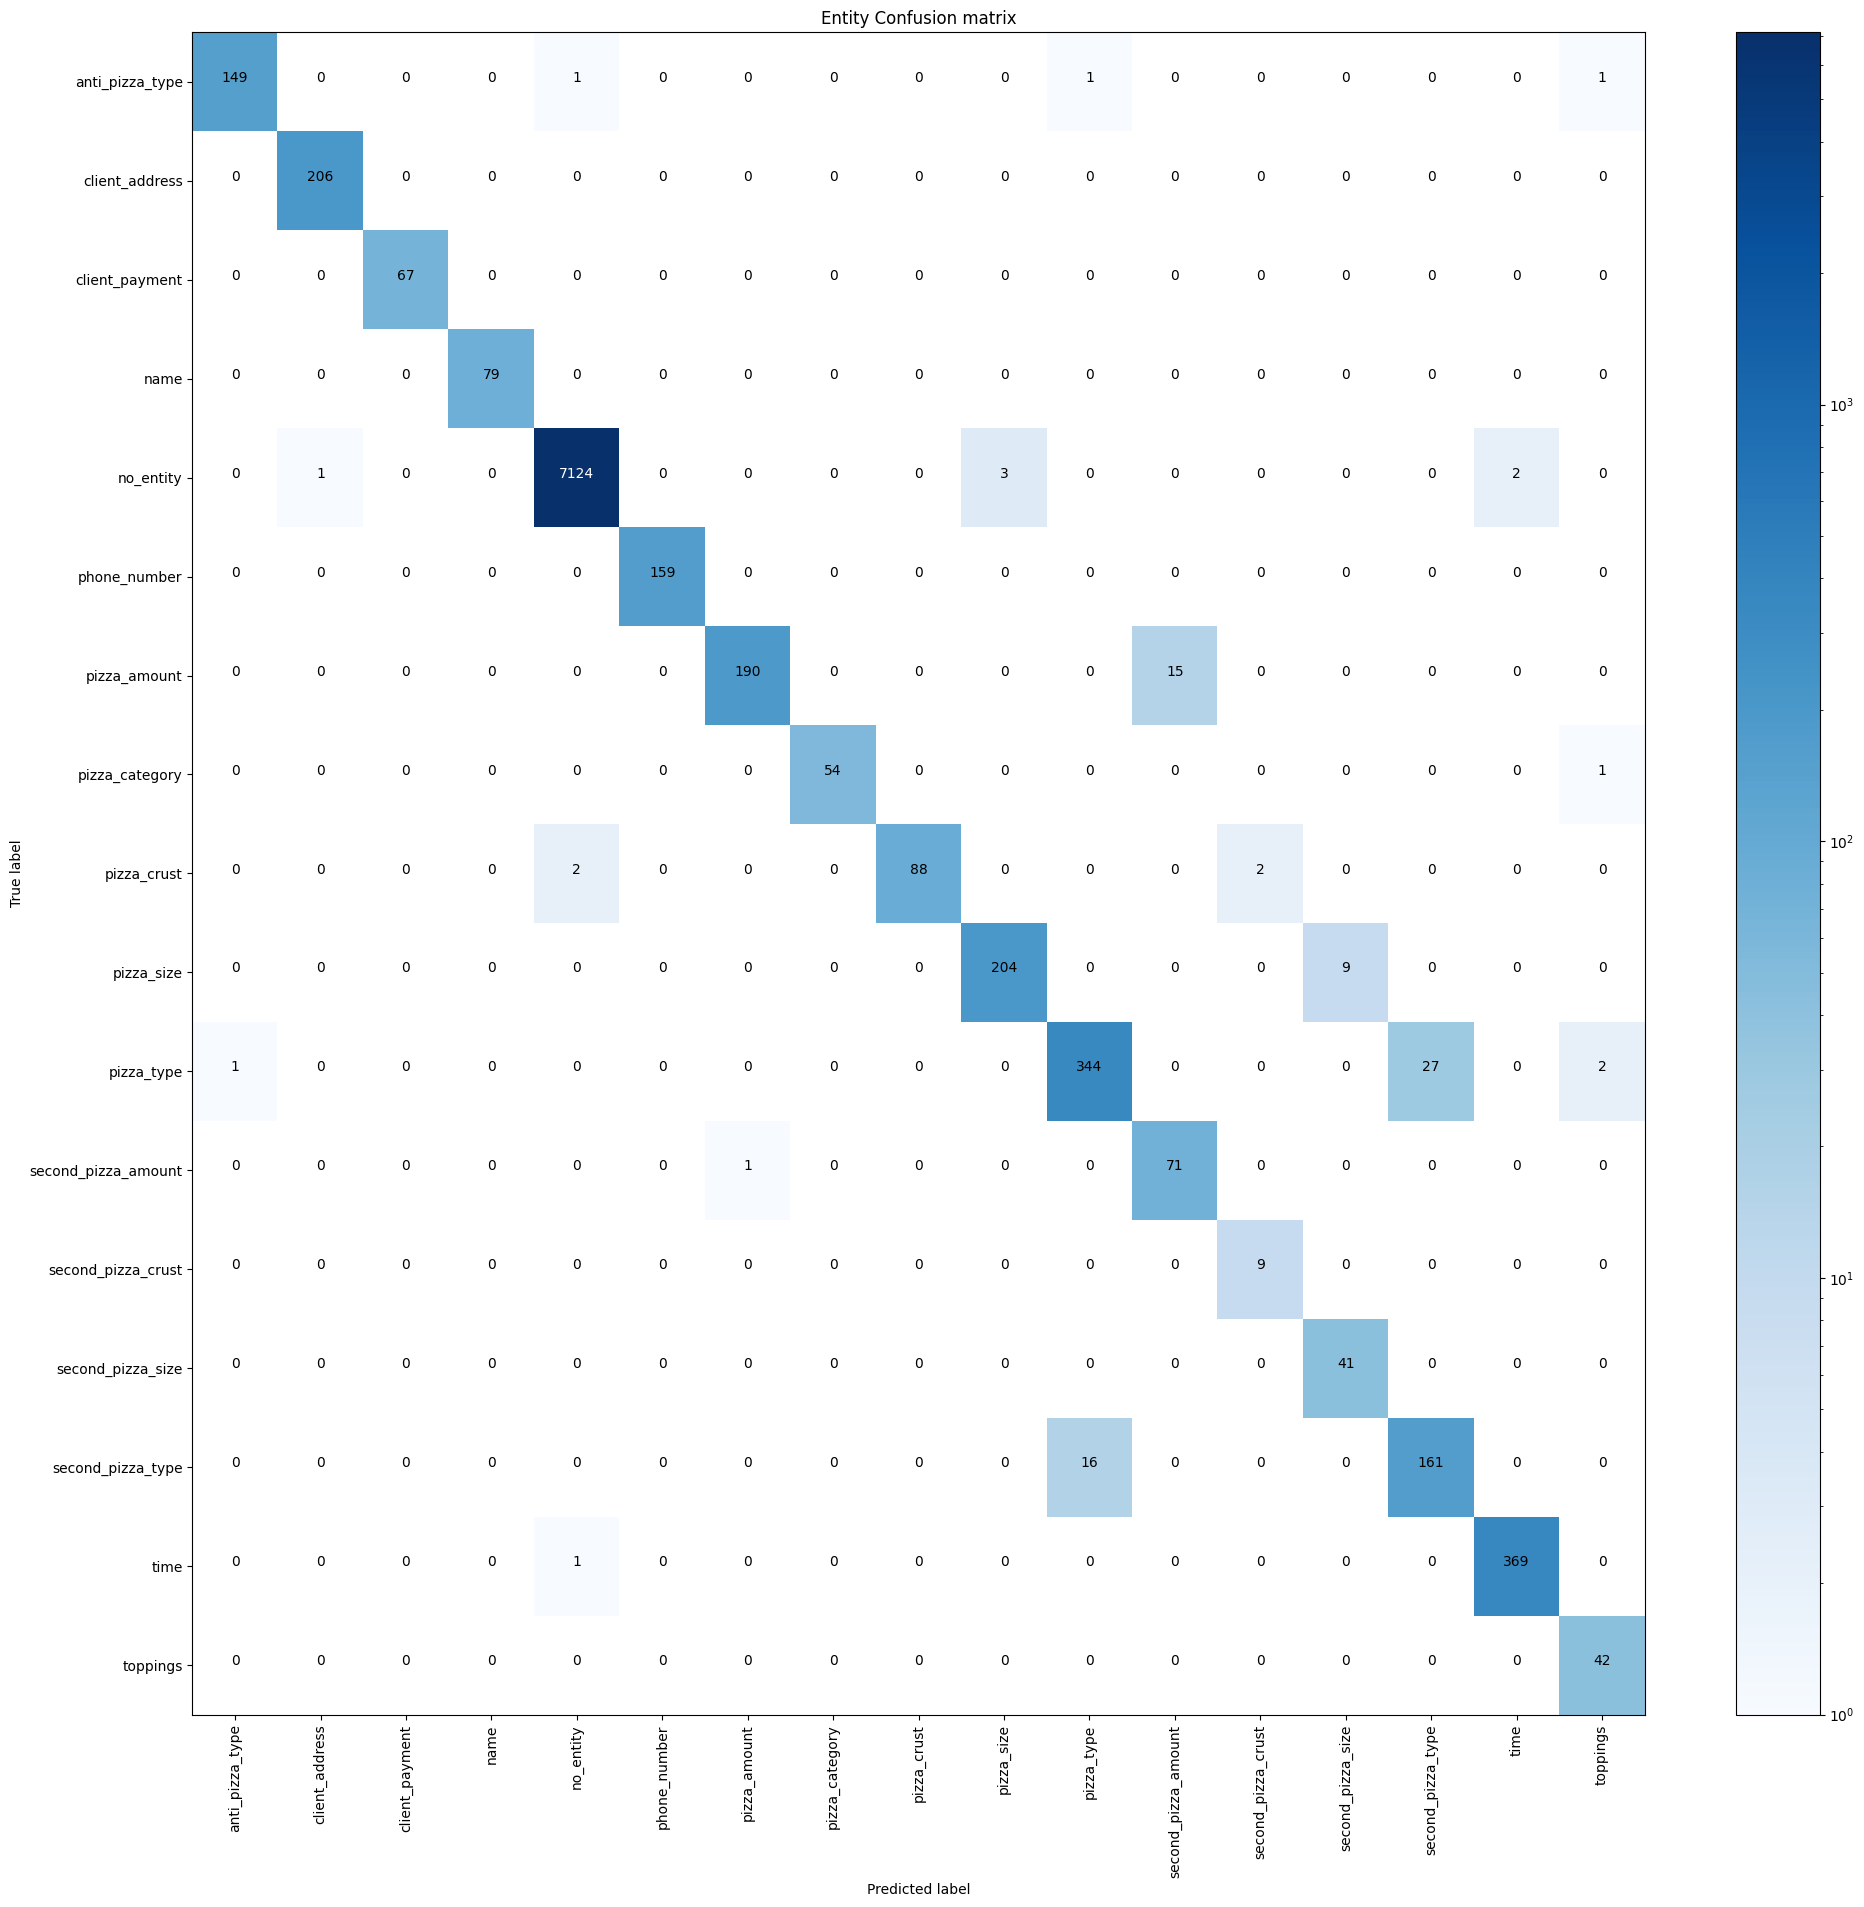 Entity Confusion matrix
anti_pizza_type 149 0 0 0 1 0 0 0 0 0 1 0 0 0 0 0 1
client_address 0 206 0 0 0 0 0 0 0 0 0 0 0 0 0 0 0
client_payment 0 0 67 0 0 0 0 0 0 0 0 0 0 0 0 0 0
name 0 0 0 79 0 0 0 0 0 0 0 0 0 0 0 0 0
10³
no_entity 0 1 0 0 7124 0 0 0 0 3 0 0 0 0 0 2 0
phone_number 0 0 0 0 0 159 0 0 0 0 0 0 0 0 0 0 0
pizza_amount 0 0 0 0 0 0 190 0 0 0 0 15 0 0 0 0 0
pizza_category 0 0 0 0 0 0 0 54 0 0 0 0 0 0 0 0 1
10²
True label
pizza_crust 0 0 0 0 2 0 0 0 88 0 0 0 2 0 0 0 0
pizza_size 0 0 0 0 0 0 0 0 0 204 0 0 0 9 0 0 0
pizza_type 1 0 0 0 0 0 0 0 0 0 344 0 0 0 27 0 2
second_pizza_amount 0 0 0 0 0 0 1 0 0 0 0 71 0 0 0 0 0
second_pizza_crust 0 0 0 0 0 0 0 0 0 0 0 0 9 0 0 0 0
10¹
second_pizza_size 0 0 0 0 0 0 0 0 0 0 0 0 0 41 0 0 0
second_pizza_type 0 0 0 0 0 0 0 0 0 0 16 0 0 0 161 0 0
time 0 0 0 0 1 0 0 0 0 0 0 0 0 0 0 369 0
toppings 0 0 0 0 0 0 0 0 0 0 0 0 0 0 0 0 42
10⁰
anti_pizza_type
client_address
client_payment
name
no_entity
phone_number
pizza_amount
pizza_category
pizza_crust
pizza_size
pizza_type
second_pizza_amount
second_pizza_crust
second_pizza_size
second_pizza_type
time
toppings
Predicted label